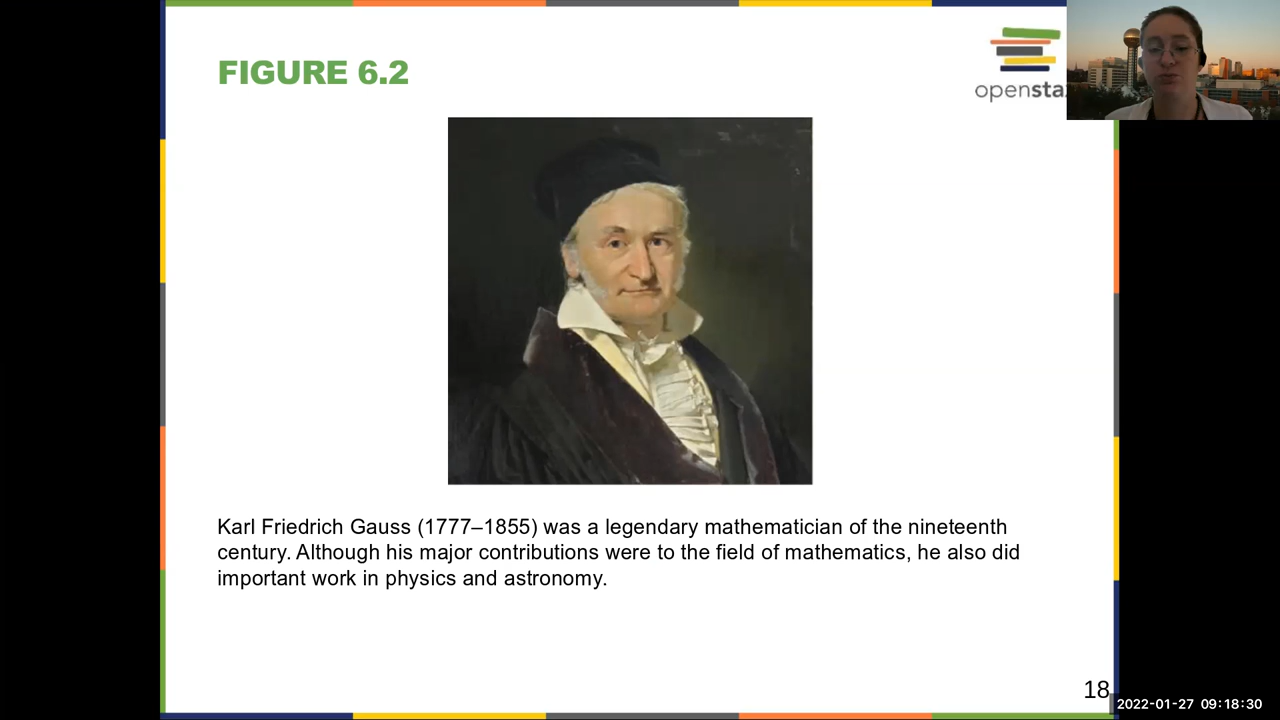 FIGURE 6.2
Karl Friedrich Gauss (1777–1855) was a legendary mathematician of the nineteenth
century. Although his major contributions were to the field of mathematics, he also did
important work in physics and astronomy.
18
2022-01-27 09:18:30